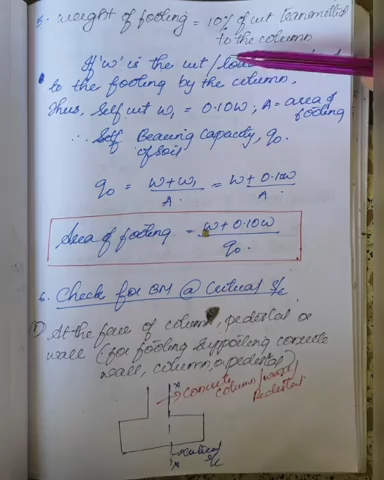 5. Weight of footing = 10% of wt transmitted
to the column
If 'W' is the wt/load
to the footing by the column.
Thus, Self wt W₁ = 0.10W; A = area of
footing
∴ Self Bearing Capacity, q₀.
of soil
q₀ = W+W₁/A = W+0.10W/A.
Area of footing = W+0.10W/q₀.
6. Check for BM @ Critical S/c
① At the face of column, pedestal or
wall (for footing supporting concrete
wall, column, or pedestal)
x
→ Concrete
column/wall/
Pedestal
→ critical
x S/c